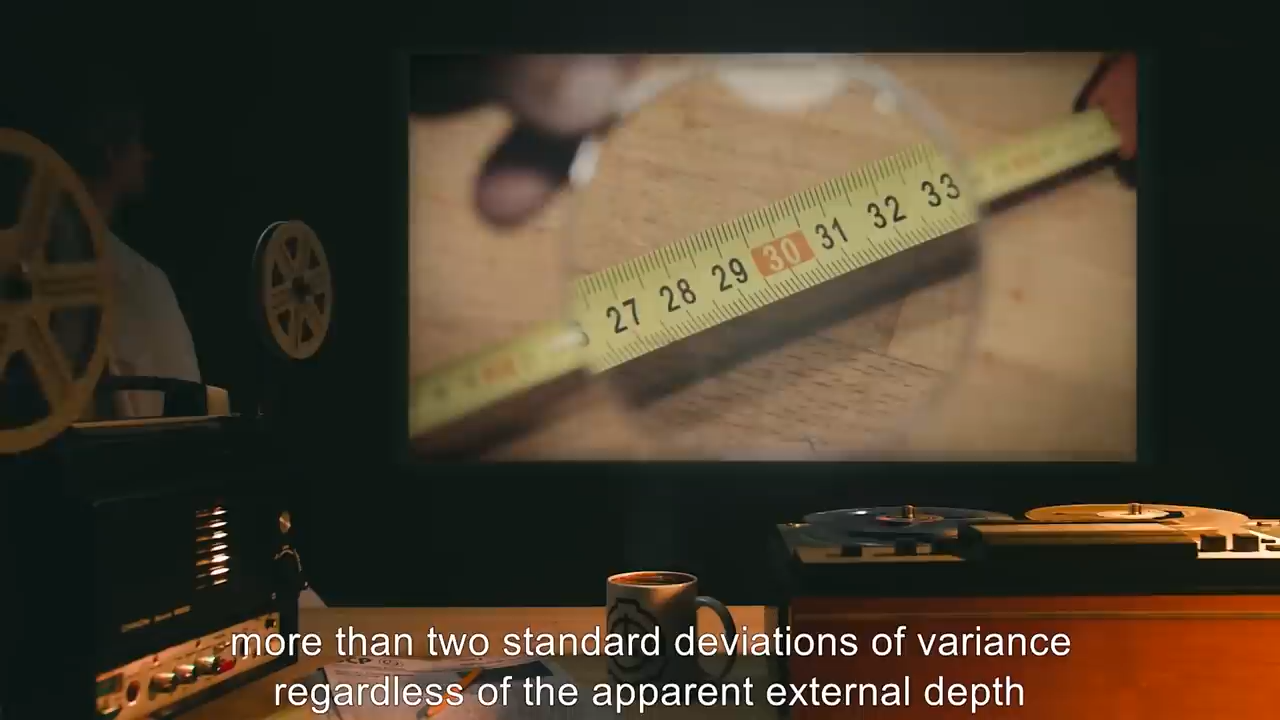 27 28 29 30 31 32 33
more than two standard deviations of variance
regardless of the apparent external depth